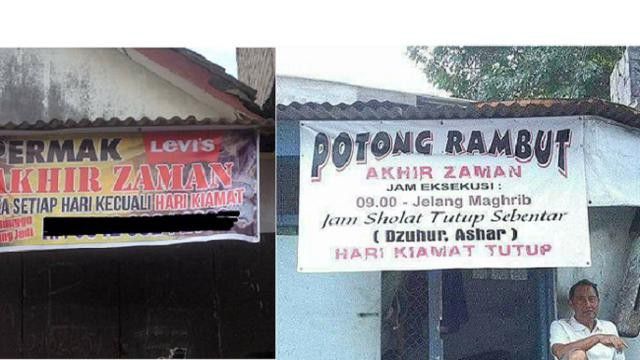 PERMAK LEVI'S
AKHIR ZAMAN
SETIAP HARI KECUALI HARI KIAMAT
POTONG RAMBUT
AKHIR ZAMAN
JAM EKSEKUSI :
09.00 - Jelang Maghrib
Jam Sholat Tutup Sebentar
( Dzuhur, Ashar )
HARI KIAMAT TUTUP